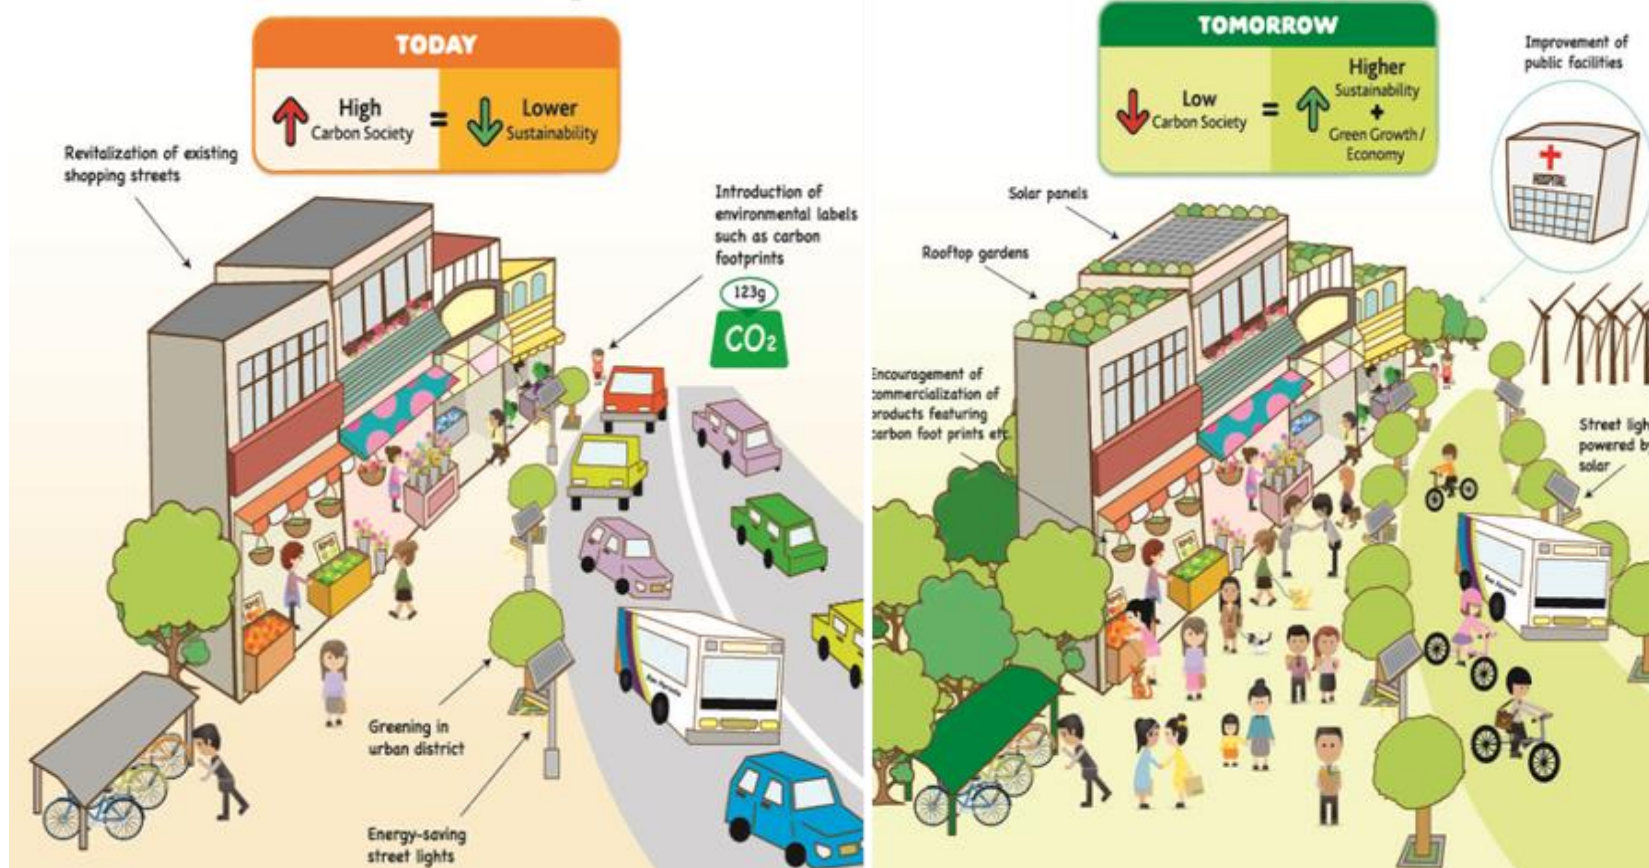 TODAY
High
Carbon Society
=
Lower
Sustainability
Revitalization of existing
shopping streets
Introduction of
environmental labels
such as carbon
footprints
123g
CO₂
Greening in
urban district
Energy-saving
street lights
TOMORROW
Low
Carbon Society
=
Higher
Sustainability
+
Green Growth/
Economy
Improvement of
public facilities
HOSPITAL
Solar panels
Rooftop gardens
Encouragement of
commercialization of
products featuring
carbon foot prints etc.
Street ligh
powered b
solar